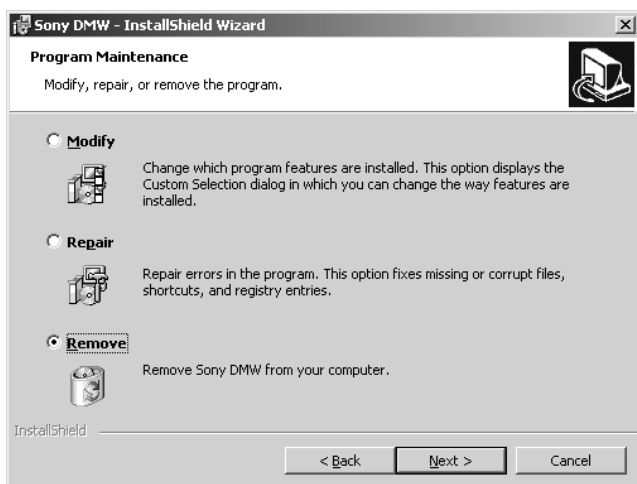 Sony DMW - InstallShield Wizard
Program Maintenance
Modify, repair, or remove the program.
Modify
Change which program features are installed. This option displays the
Custom Selection dialog in which you can change the way features are
installed.
Repair
Repair errors in the program. This option fixes missing or corrupt files,
shortcuts, and registry entries.
Remove
Remove Sony DMW from your computer.
InstallShield
< Back Next > Cancel